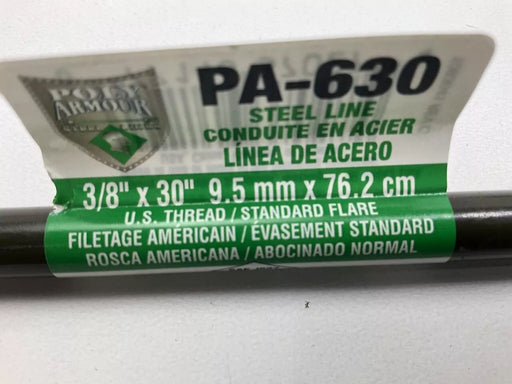 POLY
ARMOUR
PA-630
STEEL LINE
CONDUITE EN ACIER
LÍNEA DE ACERO
3/8" x 30" 9.5 mm x 76.2 cm
U.S. THREAD / STANDARD FLARE
FILETAGE AMÉRICAIN / ÉVASEMENT STANDARD
ROSCA AMERICANA / ABOCINADO NORMAL